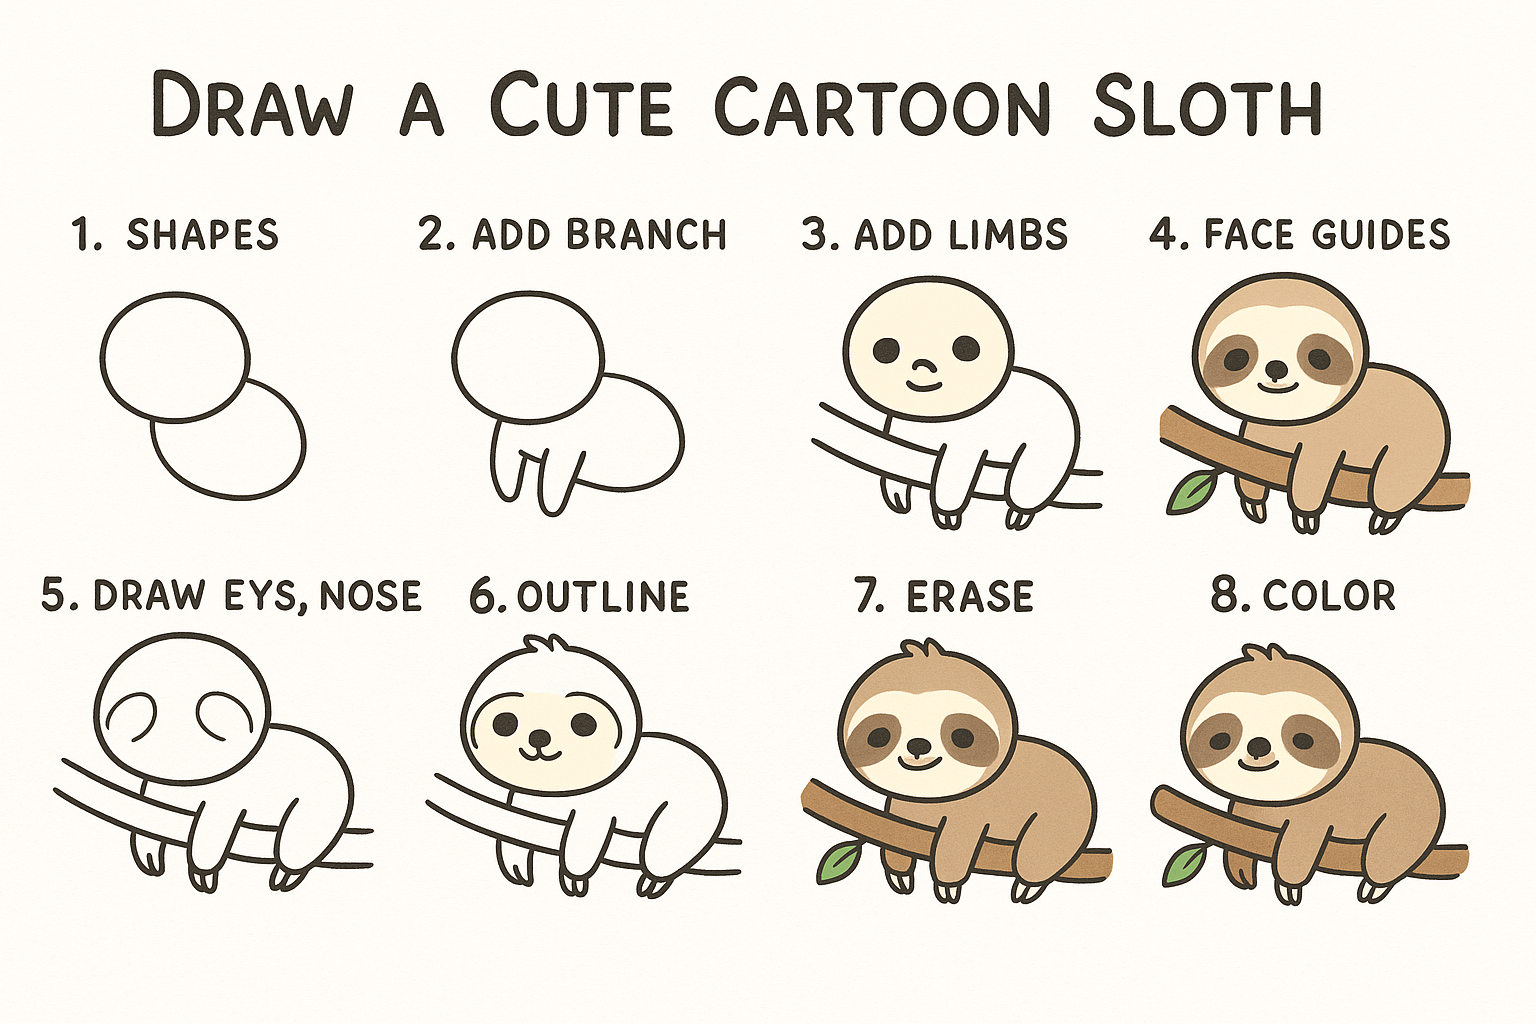 DRAW A CUTE CARTOON SLOTH
1. SHAPES
2. ADD BRANCH
3. ADD LIMBS
4. FACE GUIDES
5. DRAW EYS, NOSE
6. OUTLINE
7. ERASE
8. COLOR